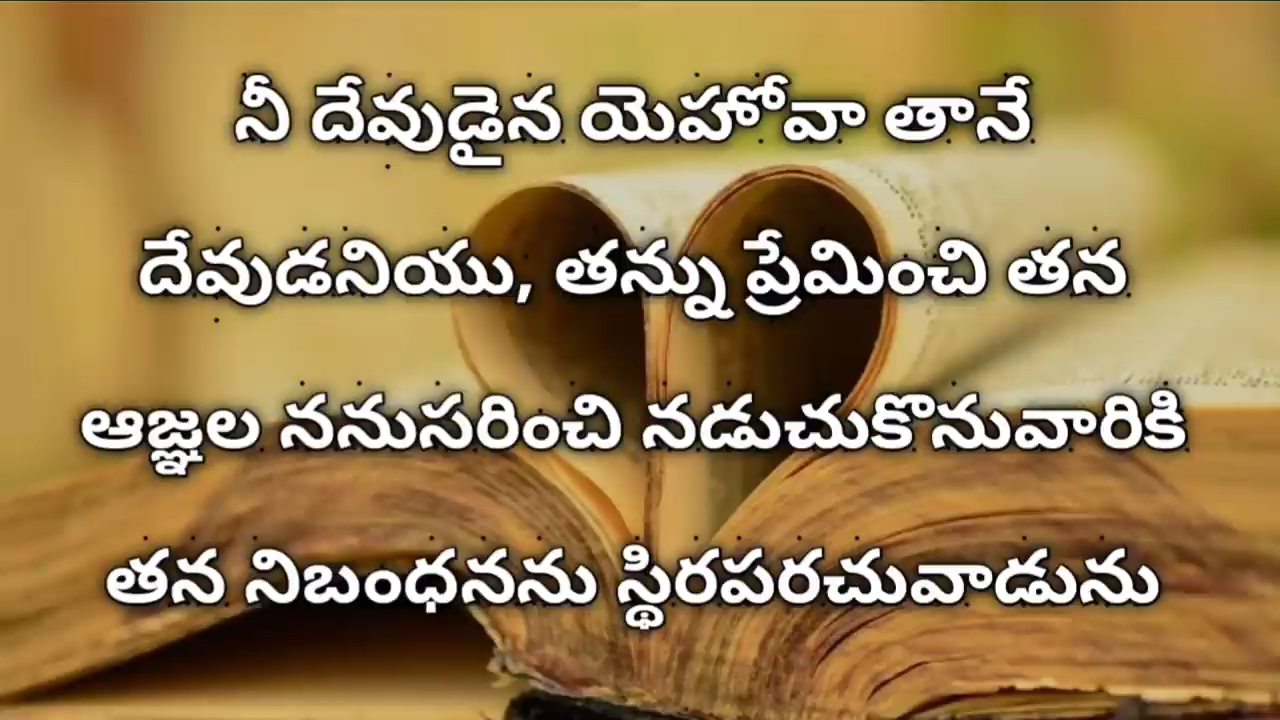 నీ దేవుడైన యెహోవా తానే
దేవుడనియు, తన్ను ప్రేమించి తన
ఆజ్ఞల ననుసరించి నడుచుకొనువారికి
తన నిబంధనను స్థిరపరచువాడును